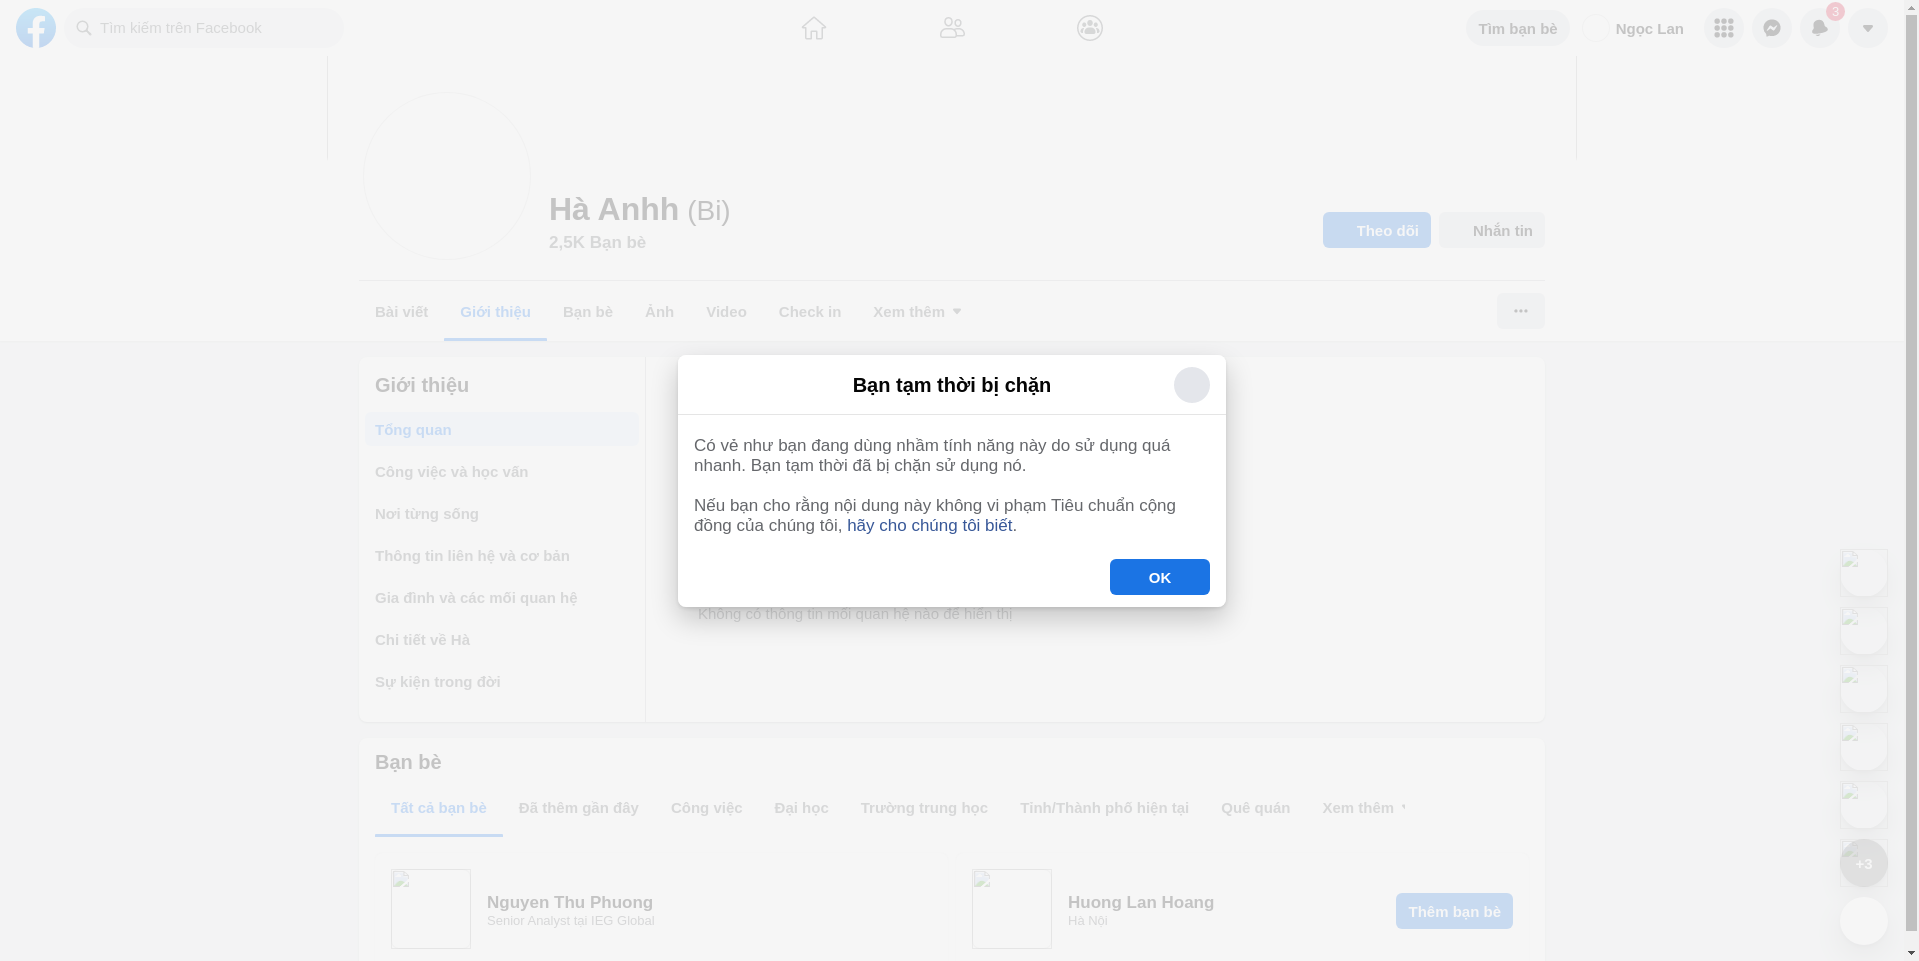 Tìm kiếm trên Facebook
Tìm bạn bè
Ngọc Lan
3
Hà Anhh (Bi)
2,5K Bạn bè
Theo dõi
Nhắn tin
Bài viết
Giới thiệu
Bạn bè
Ảnh
Video
Check in
Xem thêm
Giới thiệu
Tổng quan
Công việc và học vấn
Nơi từng sống
Thông tin liên hệ và cơ bản
Gia đình và các mối quan hệ
Chi tiết về Hà
Sự kiện trong đời
Bạn tạm thời bị chặn
Có vẻ như bạn đang dùng nhầm tính năng này do sử dụng quá
nhanh. Bạn tạm thời đã bị chặn sử dụng nó.
Nếu bạn cho rằng nội dung này không vi phạm Tiêu chuẩn cộng
đồng của chúng tôi, hãy cho chúng tôi biết.
OK
Không có thông tin mối quan hệ nào để hiển thị
Bạn bè
Tất cả bạn bè
Đã thêm gần đây
Công việc
Đại học
Trường trung học
Tỉnh/Thành phố hiện tại
Quê quán
Xem thêm
Nguyen Thu Phuong
Senior Analyst tại IEG Global
Huong Lan Hoang
Hà Nội
Thêm bạn bè
+3